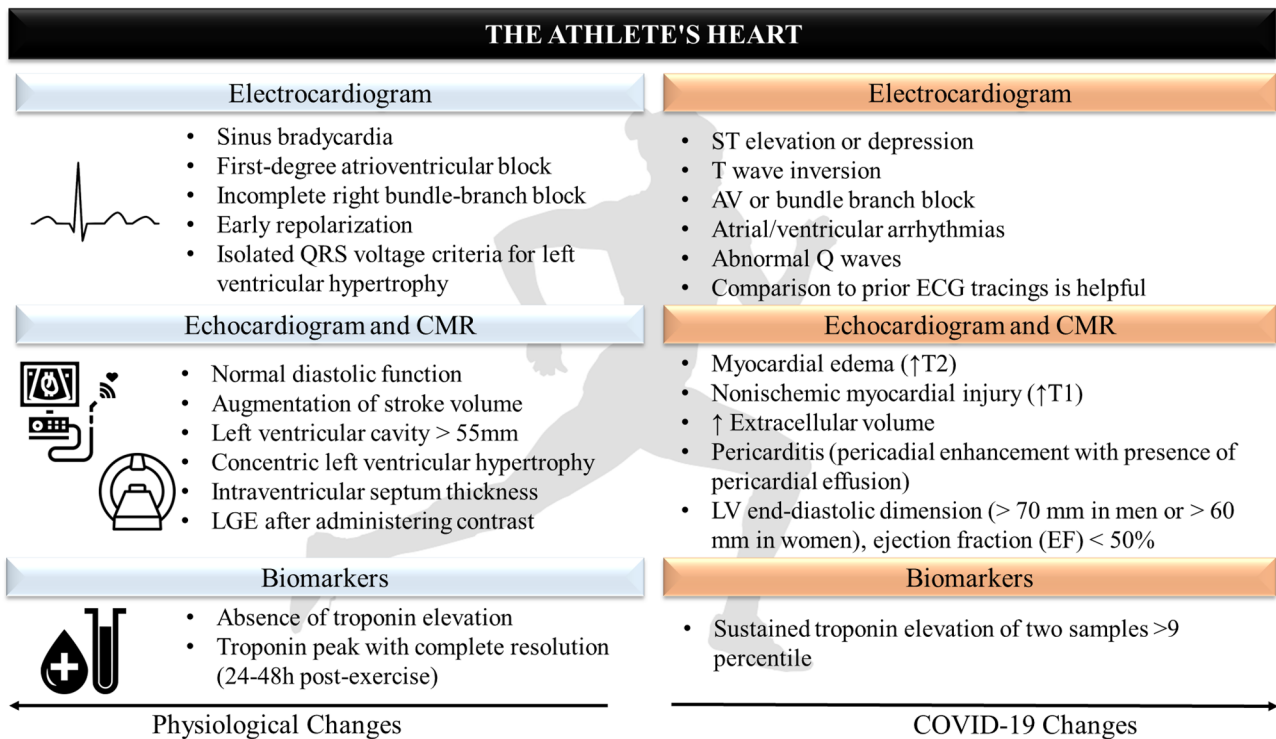 THE ATHLETE'S HEART
Electrocardiogram
• Sinus bradycardia
• First-degree atrioventricular block
• Incomplete right bundle-branch block
• Early repolarization
• Isolated QRS voltage criteria for left
ventricular hypertrophy
Echocardiogram and CMR
• Normal diastolic function
• Augmentation of stroke volume
• Left ventricular cavity > 55mm
• Concentric left ventricular hypertrophy
• Intraventricular septum thickness
• LGE after administering contrast
Biomarkers
• Absence of troponin elevation
• Troponin peak with complete resolution
(24-48h post-exercise)
Physiological Changes
Electrocardiogram
• ST elevation or depression
• T wave inversion
• AV or bundle branch block
• Atrial/ventricular arrhythmias
• Abnormal Q waves
• Comparison to prior ECG tracings is helpful
Echocardiogram and CMR
• Myocardial edema (↑T2)
• Nonischemic myocardial injury (↑T1)
• ↑ Extracellular volume
• Pericarditis (pericadial enhancement with presence of
pericardial effusion)
• LV end-diastolic dimension (> 70 mm in men or > 60
mm in women), ejection fraction (EF) < 50%
Biomarkers
• Sustained troponin elevation of two samples >9
percentile
COVID-19 Changes